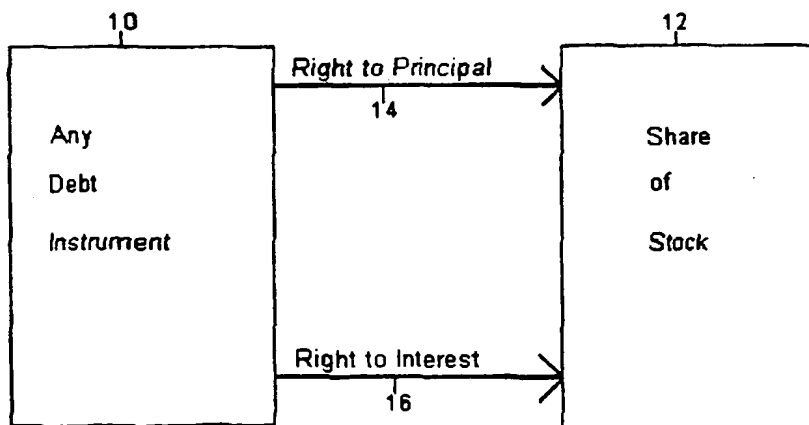 10
12
Right to Principal
14
Any
Debt
Instrument
Share
of
Stock
Right to Interest
16